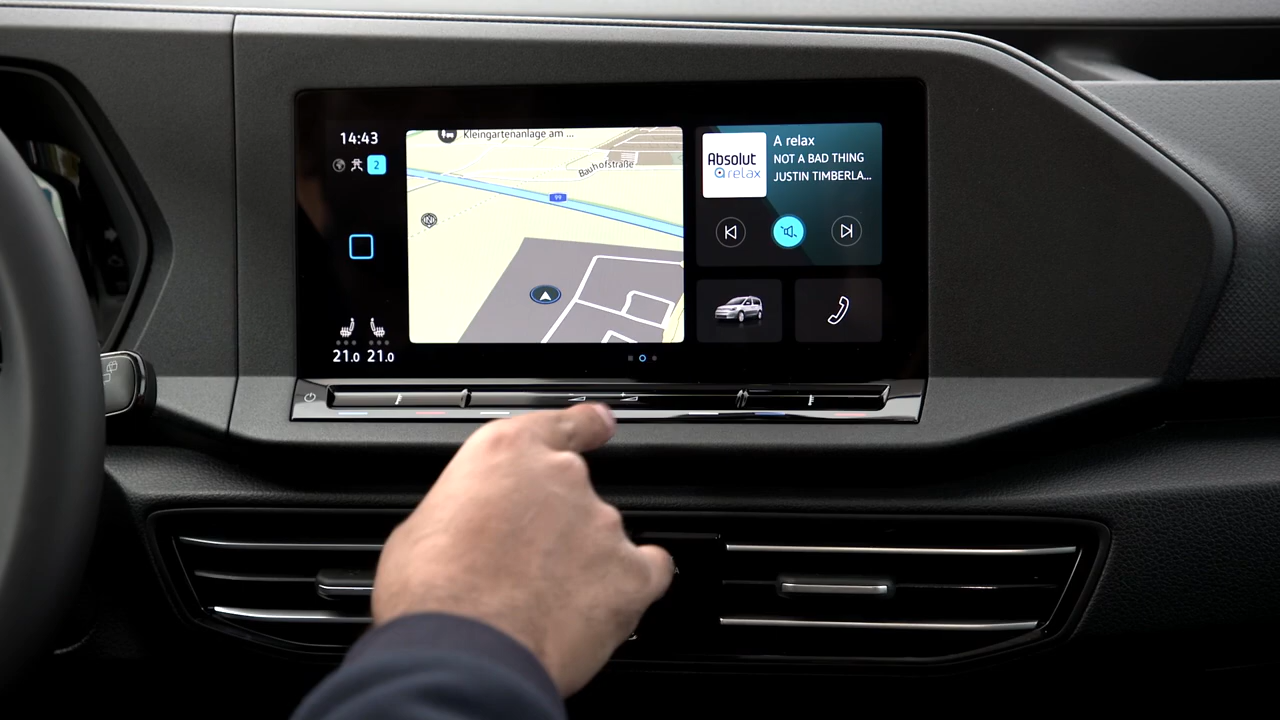 14:43
2
21.0 21.0
Kleingartenanlage am ...
Bauhofstraße
99
Absolut
relax
A relax
NOT A BAD THING
JUSTIN TIMBERLA...